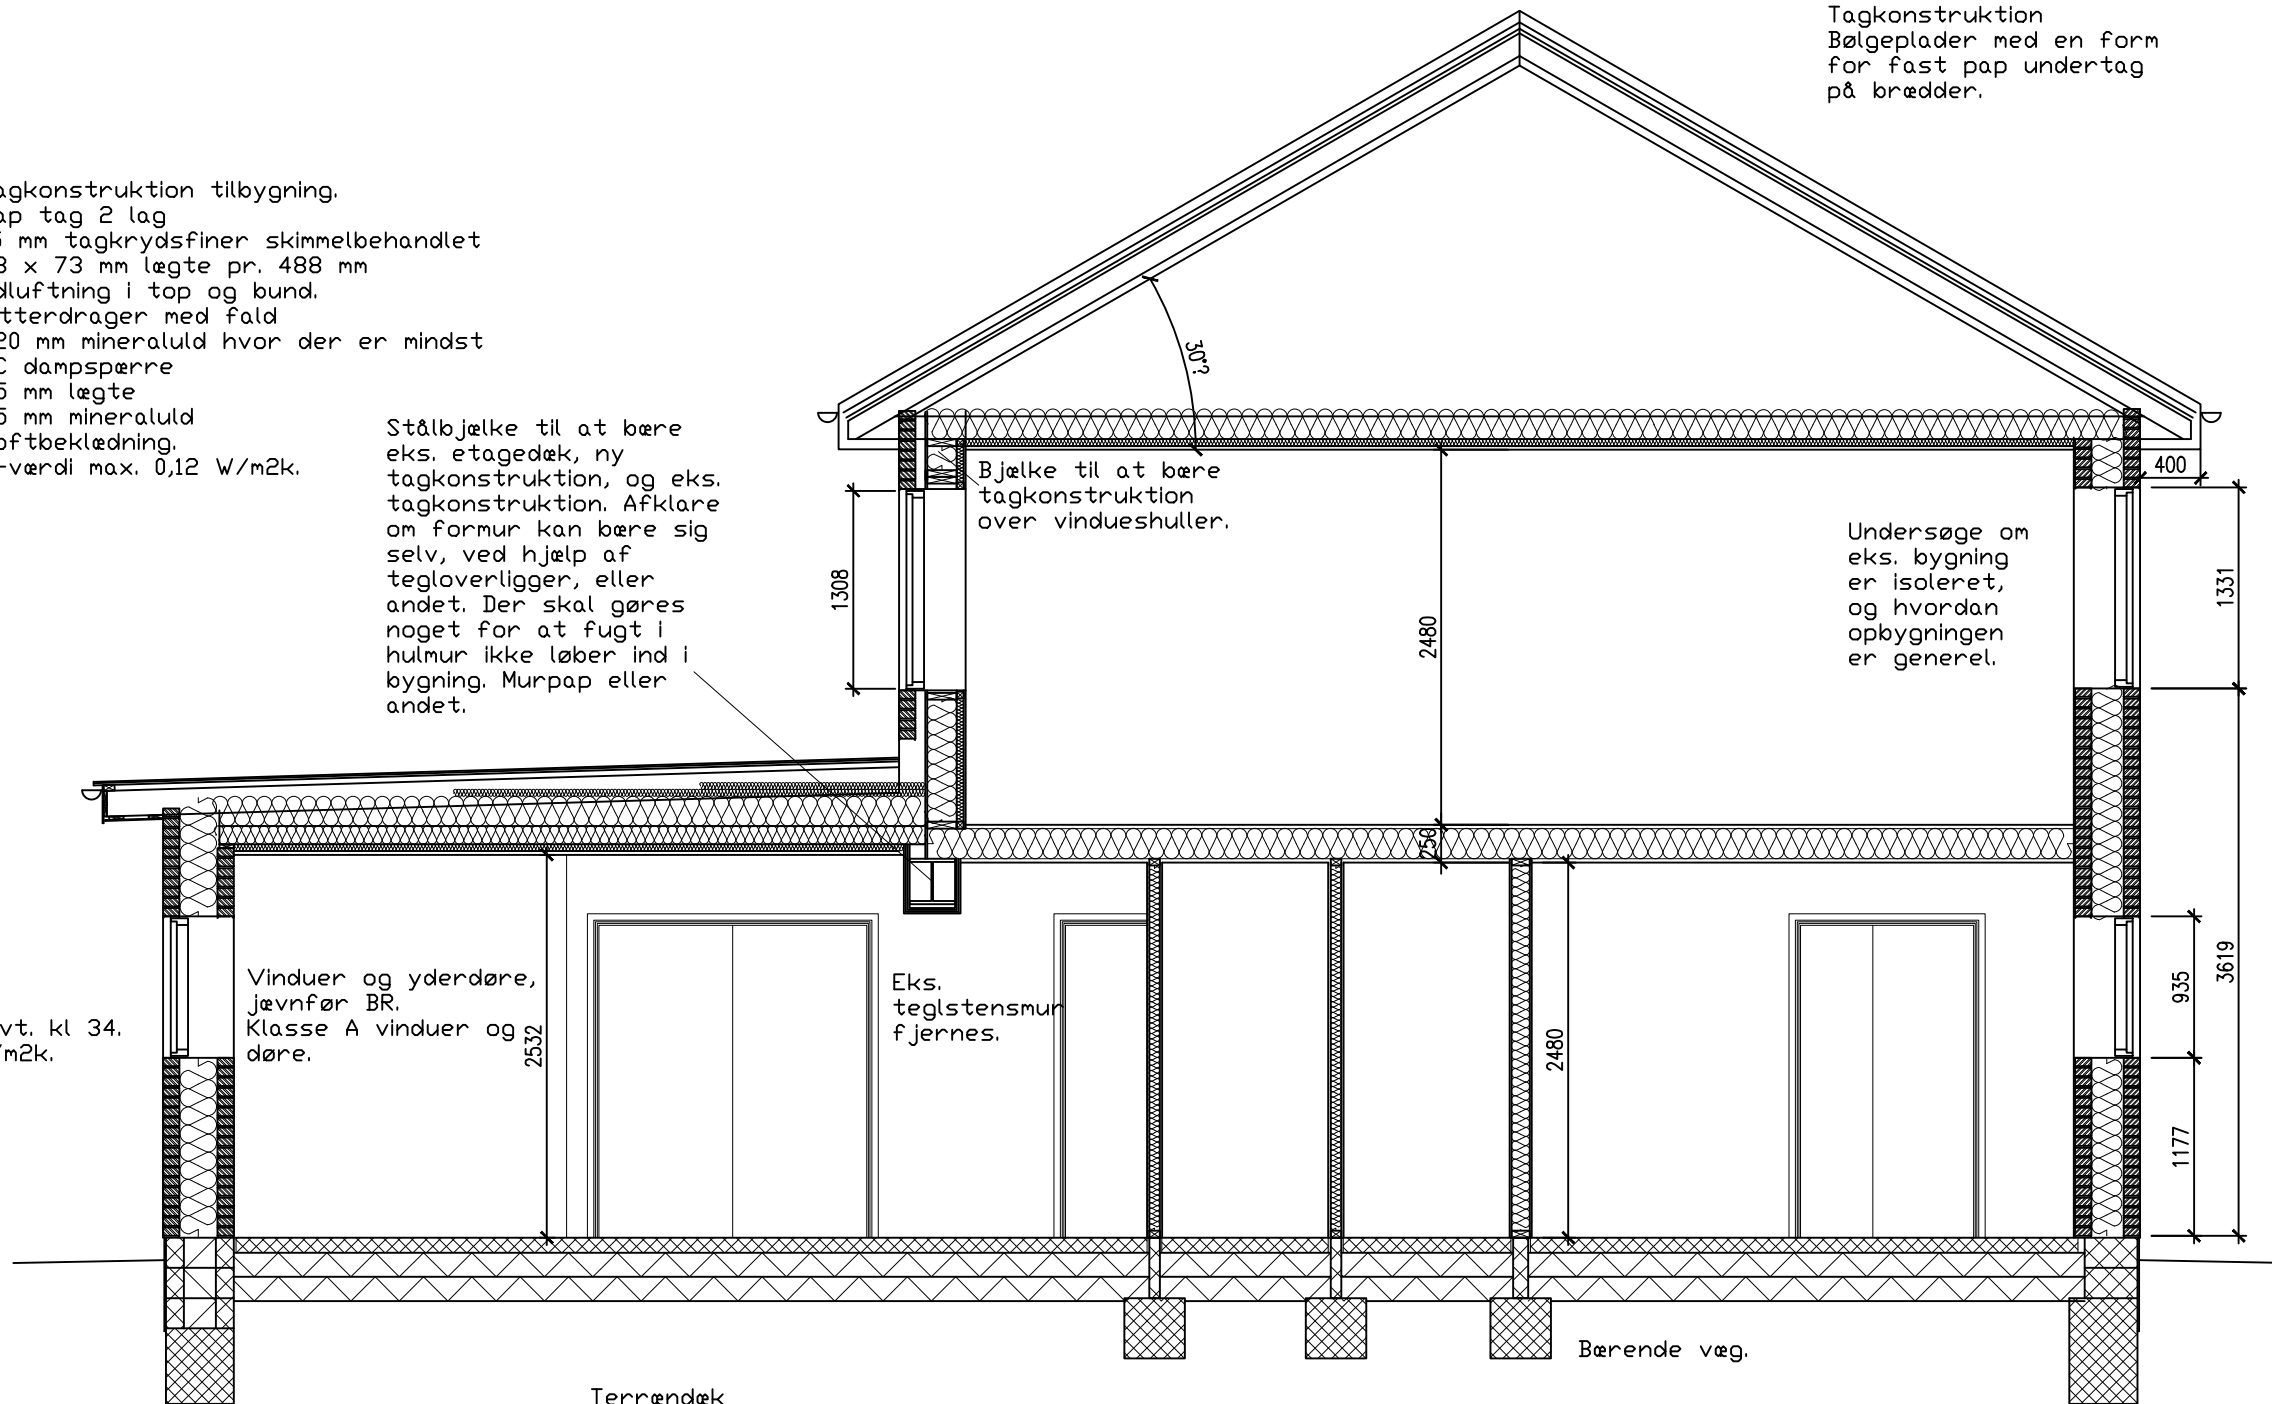 Tagkonstruktion
Bølgeplader med en form
for fast pap undertag
på brædder.
agkonstruktion tilbygning.
ap tag 2 lag
mm tagkrydsfiner skimmelbehandlet
x 73 mm lægte pr. 488 mm
dluftning i top og bund.
tterdrager med fald
20 mm mineraluld hvor der er mindst
dampspærre
5 mm lægte
5 mm mineraluld
oftbeklædning.
-værdi max. 0,12 W/m2k.
Stålbjælke til at bære
eks. etagedæk, ny
tagkonstruktion, og eks.
tagkonstruktion. Afklare
om formur kan bære sig
selv, ved hjælp af
tegloverligger, eller
andet. Der skal gøres
noget for at fugt i
hulmur ikke løber ind i
bygning. Murpap eller
andet.
30°?
Bjælke til at bære
tagkonstruktion
over vindueshuller.
Undersøge om
eks. bygning
er isoleret,
og hvordan
opbygningen
er generel.
400
1308
2480
1331
250
3619
935
1177
vt. kl 34.
/m2k.
Vinduer og yderdøre,
jævnfør BR.
Klasse A vinduer og
døre.
2532
Eks.
teglstensmur
fjernes.
2480
Bærende væg.
Terrændæk